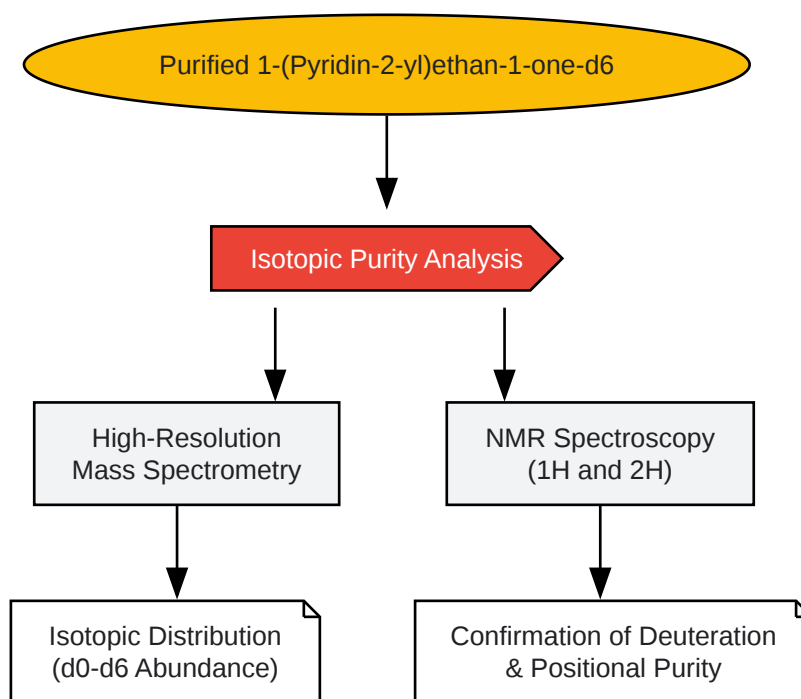 Purified 1-(Pyridin-2-yl)ethan-1-one-d6
Isotopic Purity Analysis
High-Resolution
Mass Spectrometry
NMR Spectroscopy
(1H and 2H)
Isotopic Distribution
(d0-d6 Abundance)
Confirmation of Deuteration
& Positional Purity